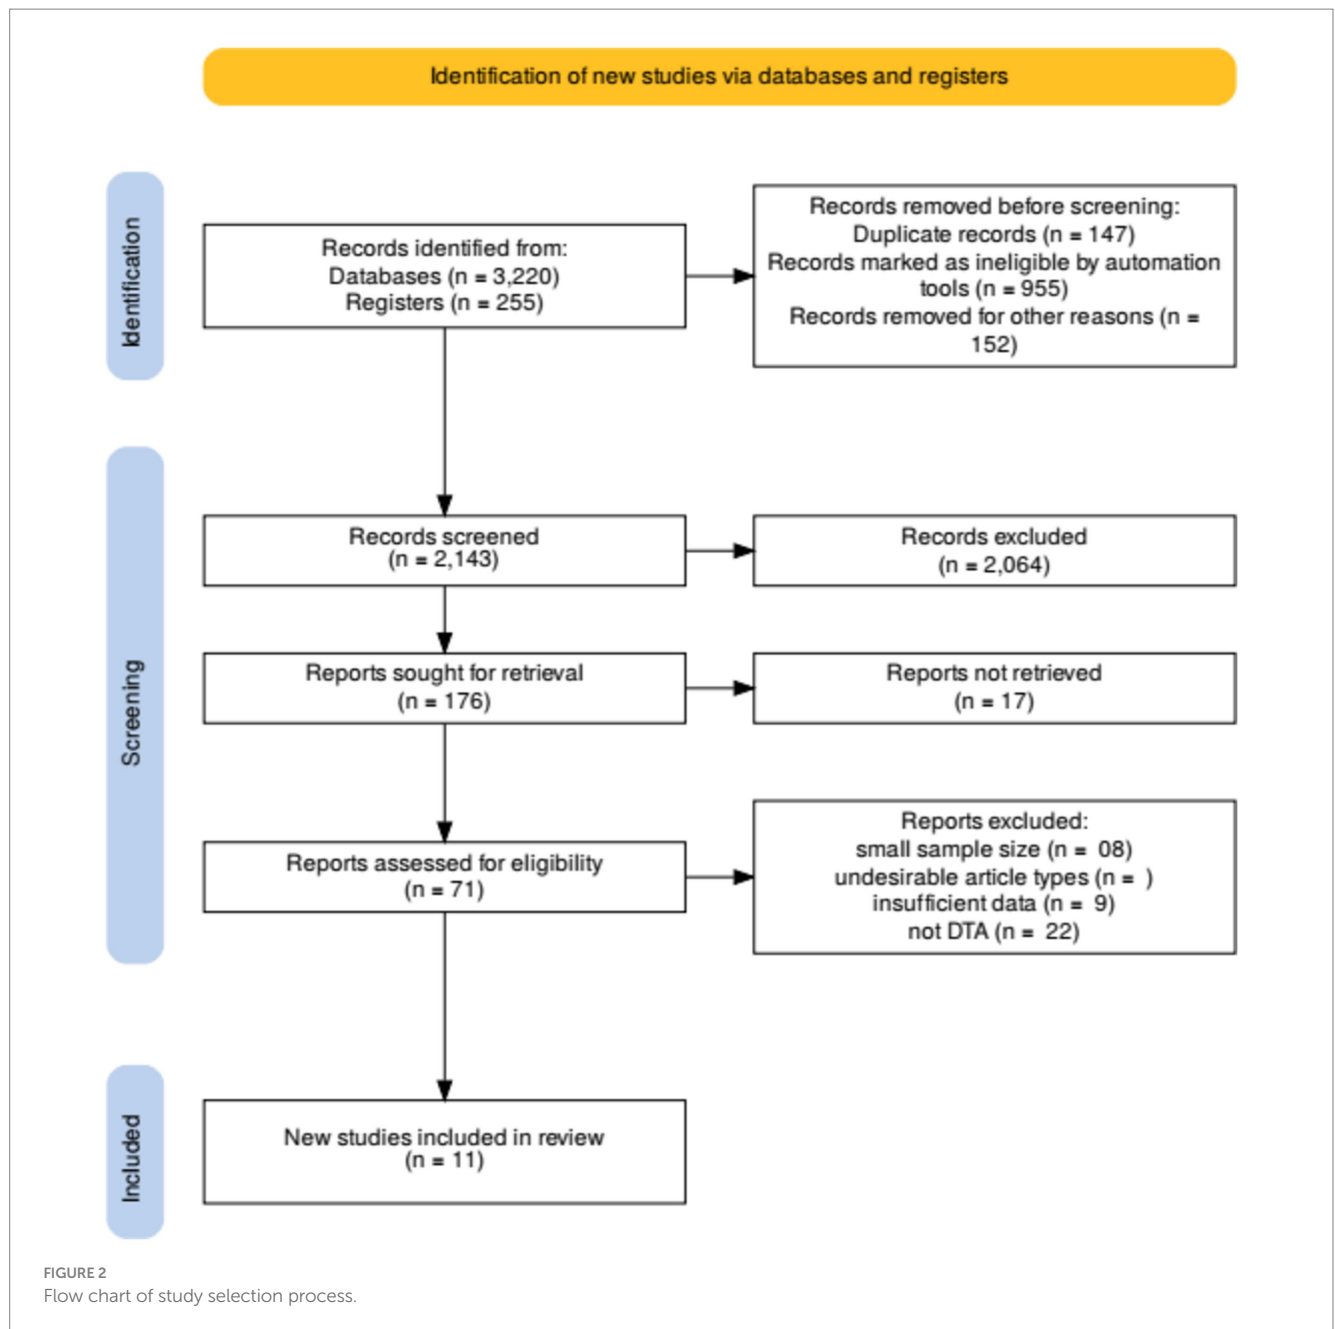 Identification of new studies via databases and registers
Identification
Records identified from:
Databases (n = 3,220)
Registers (n = 255)
Records removed before screening:
Duplicate records (n = 147)
Records marked as ineligible by automation
tools (n = 955)
Records removed for other reasons (n =
152)
Screening
Records screened
(n = 2,143)
Records excluded
(n = 2,064)
Reports sought for retrieval
(n = 176)
Reports not retrieved
(n = 17)
Reports assessed for eligibility
(n = 71)
Reports excluded:
small sample size (n = 08)
undesirable article types (n = )
insufficient data (n = 9)
not DTA (n = 22)
Included
New studies included in review
(n = 11)
FIGURE 2
Flow chart of study selection process.